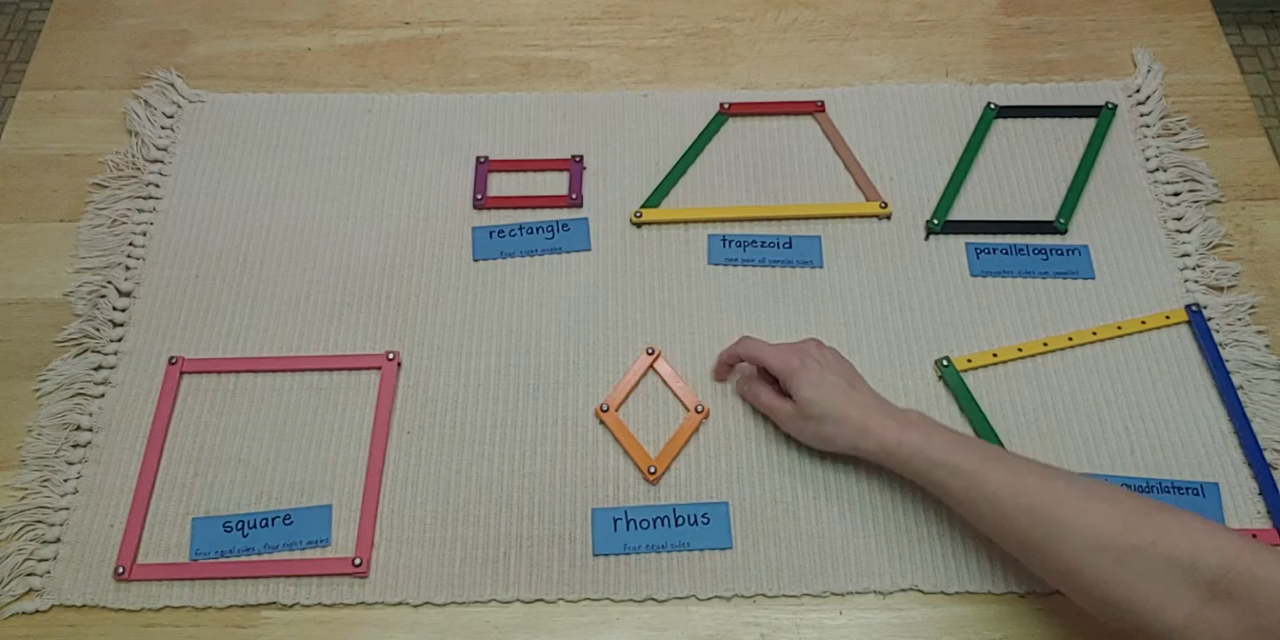 rectangle
four right angles
trapezoid
one pair of parallel sides
parallelogram
opposite sides are parallel
quadrilateral
square
four equal sides, four right angles
rhombus
four equal sides